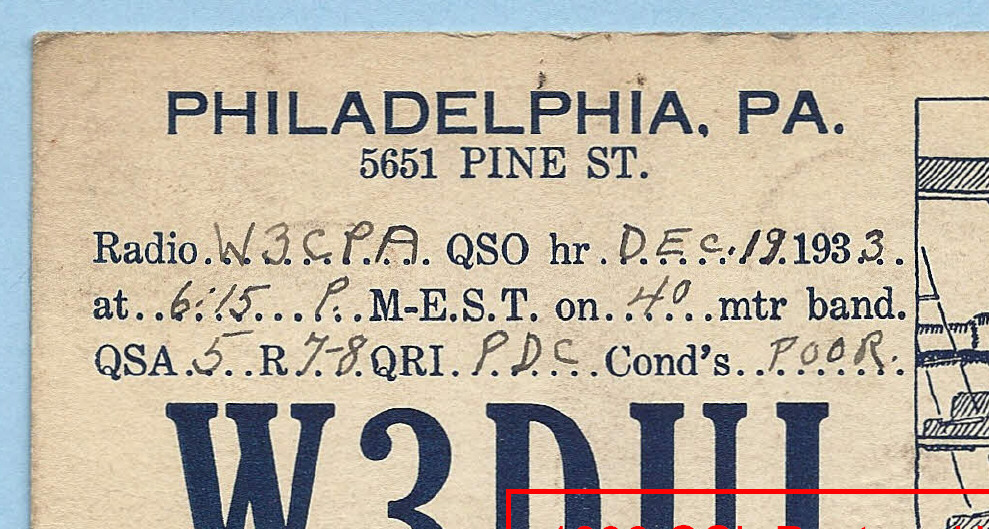 PHILADELPHIA, PA.
5651 PINE ST.
Radio.W3CPA. QSO hr.DEC.19.1933..
at..6:15...P..M-E.S.T. on..40...mtr band.
QSA.5..R 7-8.QRI.PDC....Cond's..POOR.